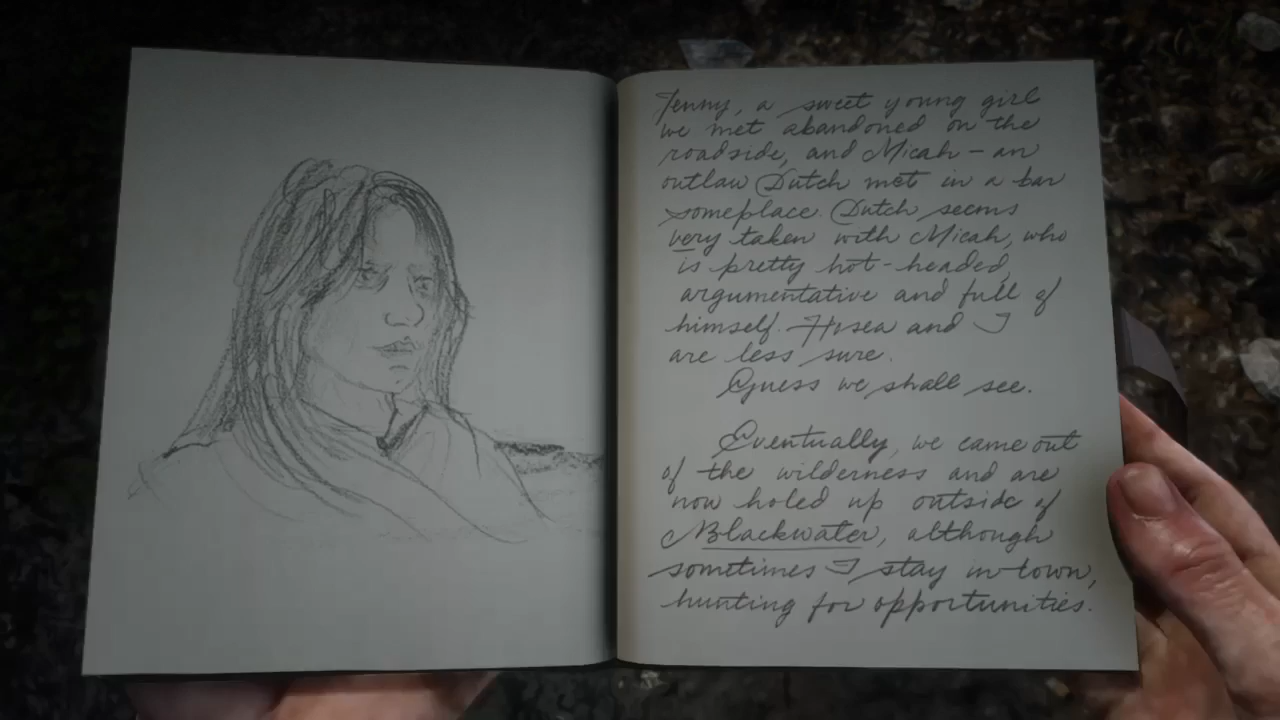 Jenny, a sweet young girl
we met abandoned on the
roadside, and Micah – an
outlaw Dutch met in a bar
someplace. Dutch seems
very taken with Micah, who
is pretty hot-headed,
argumentative and full of
himself. Hosea and I
are less sure.
Guess we shall see.
Eventually, we came out
of the wilderness and are
now holed up outside of
Blackwater, although
sometimes I stay in town,
hunting for opportunities.